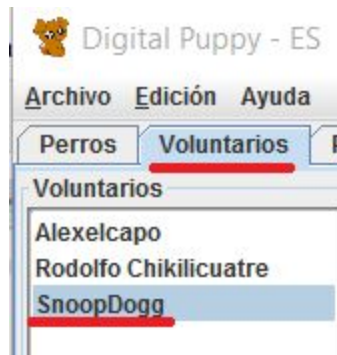 Digital Puppy - ES
Archivo Edición Ayuda
Perros Voluntarios
Voluntarios
Alexelcapo
Rodolfo Chikilicuatre
SnoopDogg